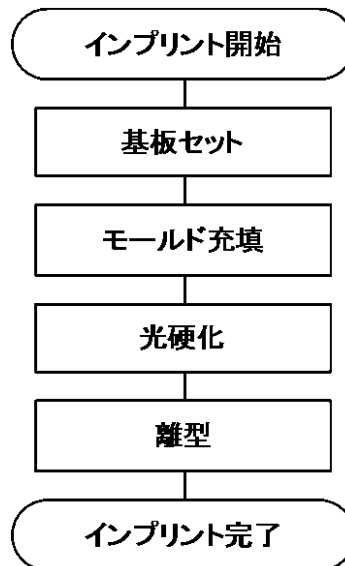 インプリント開始
基板セット
モールド充填
光硬化
離型
インプリント完了